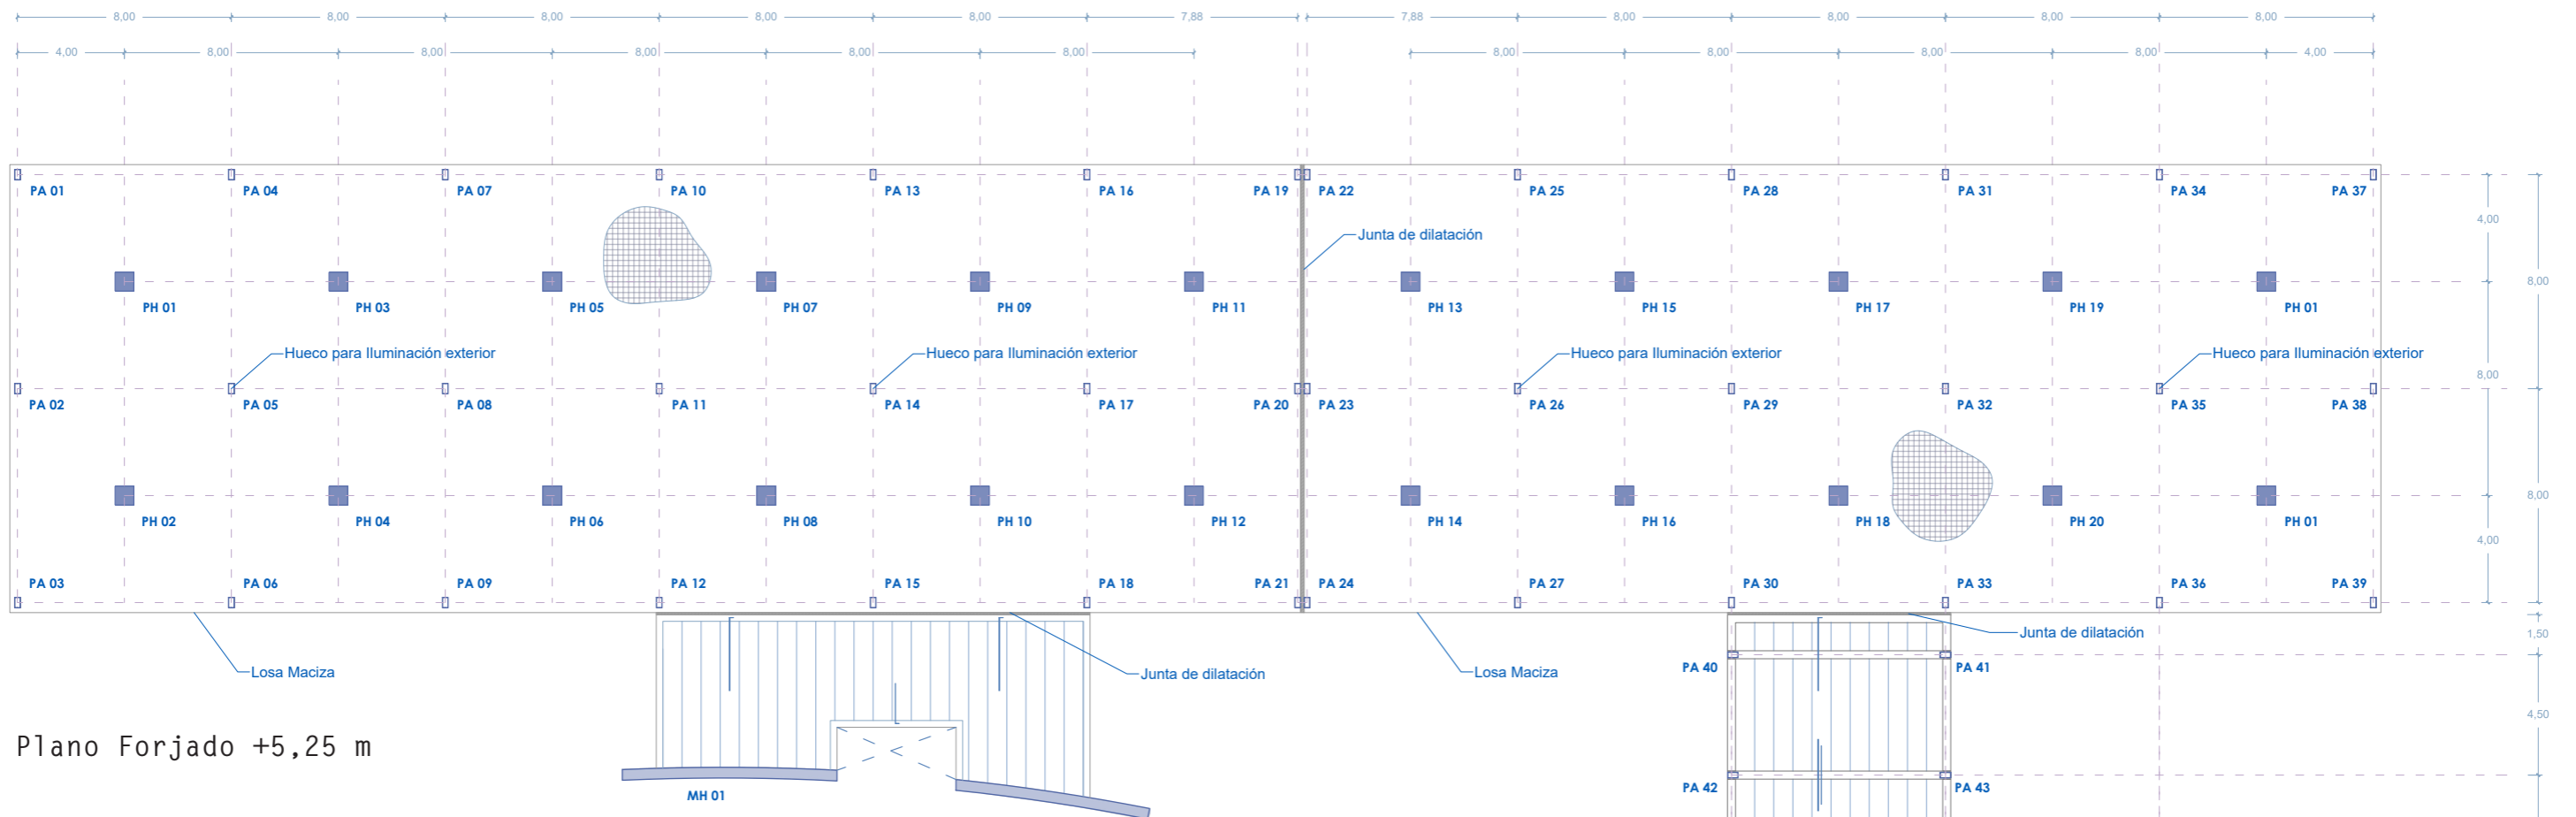 8,00 8,00 8,00 8,00 8,00 7,88 7,88 8,00 8,00 8,00 8,00
4,00 8,00 8,00 8,00 8,00 8,00 8,00 8,00 8,00 8,00 4,00
PA 01 PA 04 PA 07 PA 10 PA 13 PA 16 PA 19 PA 22 PA 25 PA 28 PA 31 PA 34 PA 37
4,00
Junta de dilatación
8,00
PH 01 PH 03 PH 05 PH 07 PH 09 PH 11 PH 13 PH 15 PH 17 PH 19 PH 01
Hueco para Iluminación exterior Hueco para Iluminación exterior Hueco para Iluminación exterior Hueco para Iluminación exterior
8,00
PA 02 PA 05 PA 08 PA 11 PA 14 PA 17 PA 20 PA 23 PA 26 PA 29 PA 32 PA 35 PA 38
8,00
PH 02 PH 04 PH 06 PH 08 PH 10 PH 12 PH 14 PH 16 PH 18 PH 20 PH 01
4,00
PA 03 PA 06 PA 09 PA 12 PA 15 PA 18 PA 21 PA 24 PA 27 PA 30 PA 33 PA 36 PA 39
Junta de dilatación 1,50
Losa Maciza Junta de dilatación Losa Maciza PA 40 PA 41
4,50
Plano Forjado +5,25 m
MH 01 PA 42 PA 43